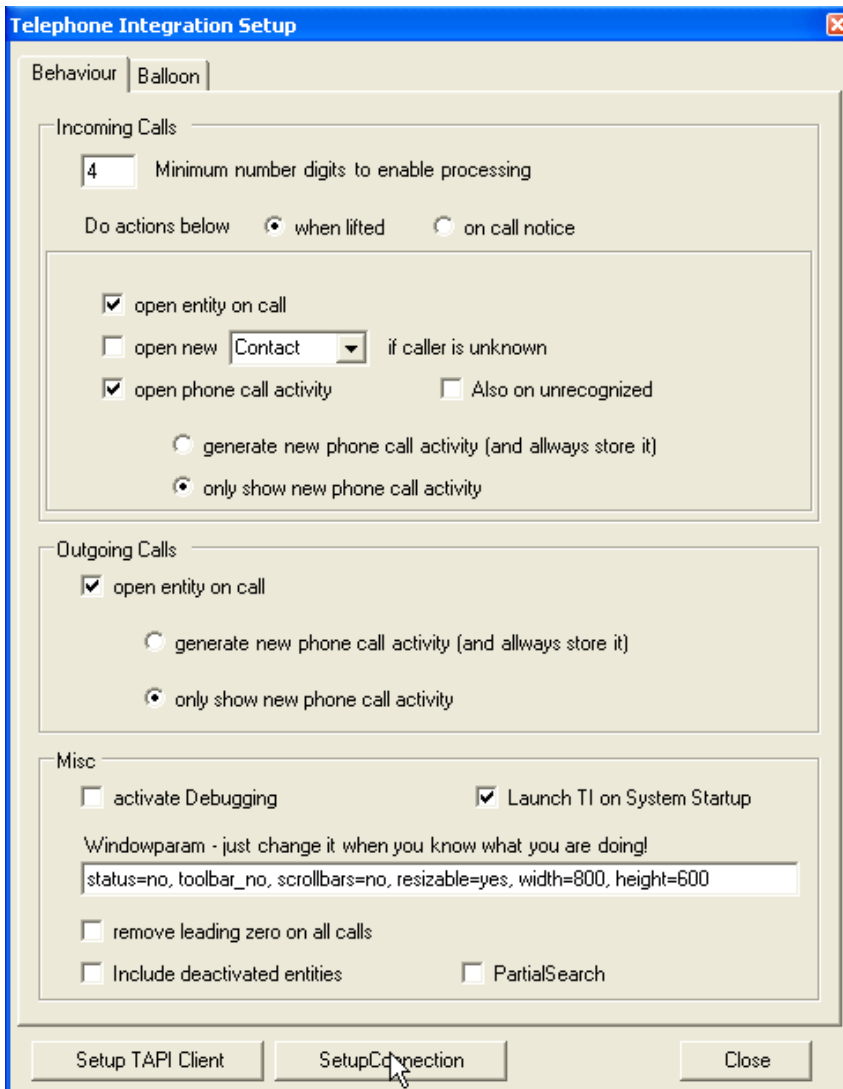 Telephone Integration Setup
Behaviour Balloon
Incoming Calls
4 Minimum number digits to enable processing
Do actions below when lifted on call notice
open entity on call
open new Contact if caller is unknown
open phone call activity Also on unrecognized
generate new phone call activity (and allways store it)
only show new phone call activity
Outgoing Calls
open entity on call
generate new phone call activity (and allways store it)
only show new phone call activity
Misc
activate Debugging Launch TI on System Startup
Windowparam - just change it when you know what you are doing!
status=no, toolbar_no, scrollbars=no, resizable=yes, width=800, height=600
remove leading zero on all calls
Include deactivated entities PartialSearch
Setup TAPI Client SetupConnection Close